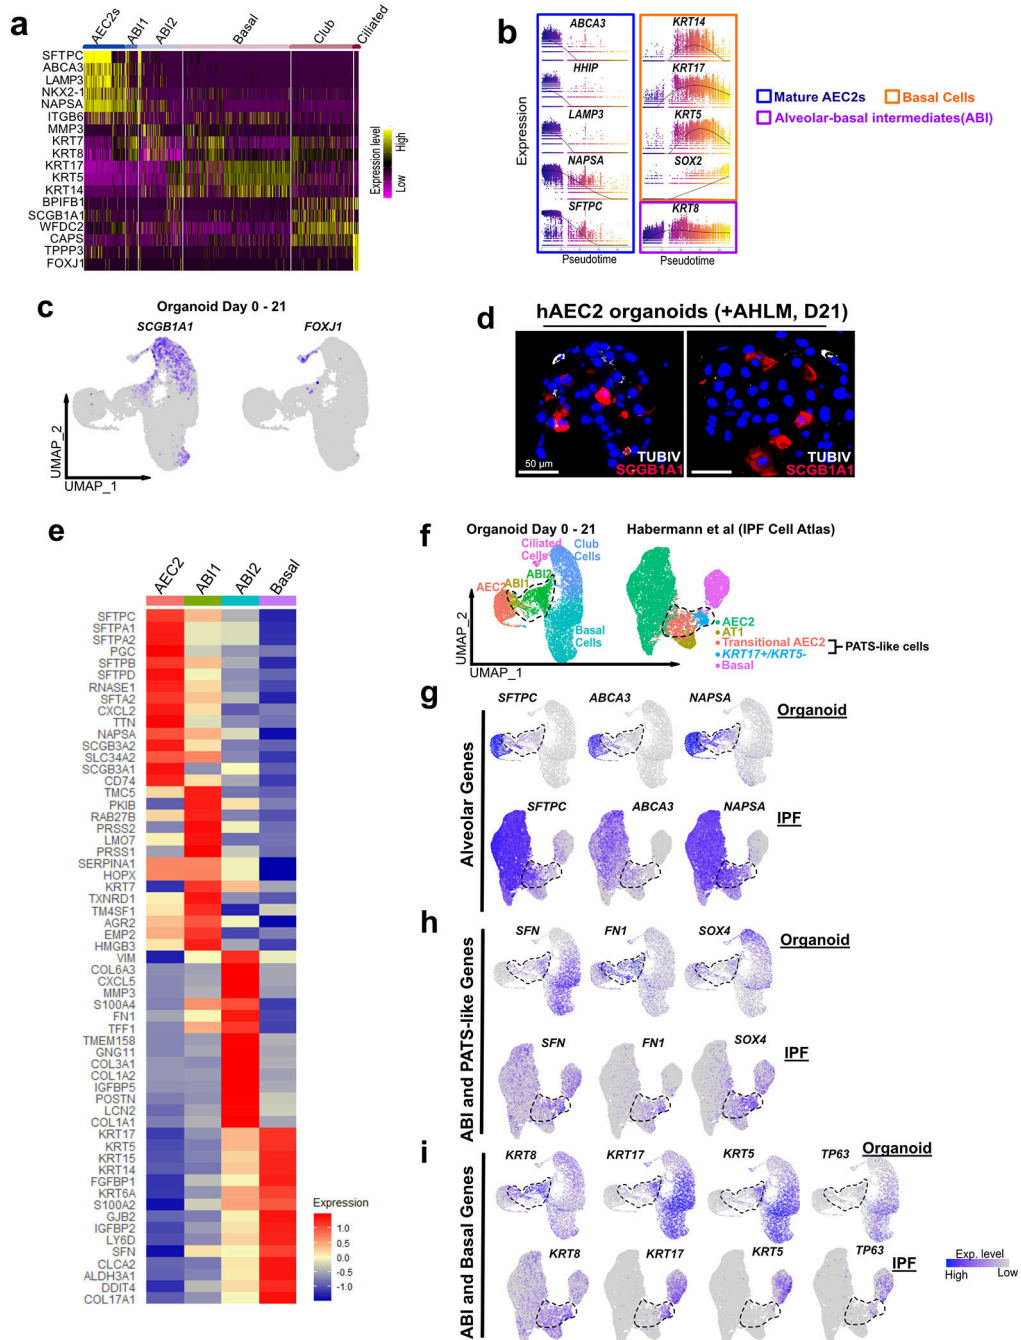 a
AEC2s
ABI1
ABI2
Basal
Club
Ciliated
SFTPC
ABCA3
LAMP3
NKX2-1
NAPSA
ITGB6
MMP3
KRT7
KRT8
KRT17
KRT5
KRT14
BPIFB1
SCGB1A1
WFDC2
CAPS
TPPP3
FOXJ1
Expression level
Low High
b
Expression
ABCA3
HHIP
LAMP3
NAPSA
SFTPC
Pseudotime
KRT14
KRT17
KRT5
SOX2
KRT8
Pseudotime
Mature AEC2s
Basal Cells
Alveolar-basal intermediates(ABI)
c
Organoid Day 0 - 21
SCGB1A1
FOXJ1
UMAP_2
UMAP_1
d
hAEC2 organoids (+AHLM, D21)
50 µm
TUBIV
SCGB1A1
TUBIV
SCGB1A1
e
AEC2
ABI1
ABI2
Basal
SFTPC
SFTPA1
SFTPA2
PGC
SFTPB
SFTPD
RNASE1
SFTA2
CXCL2
TTN
NAPSA
SCGB3A2
SLC34A2
SCGB3A1
CD74
TMC5
PKIB
RAB27B
PRSS2
LMO7
PRSS1
SERPINA1
HOPX
KRT7
TXNRD1
TM4SF1
AGR2
EMP2
HMGB3
VIM
COL6A3
CXCL5
MMP3
S100A4
FN1
TFF1
TMEM158
GNG11
COL3A1
COL1A2
IGFBP5
POSTN
LCN2
COL1A1
KRT17
KRT5
KRT15
KRT14
FGFBP1
KRT6A
S100A2
GJB2
IGFBP2
LY6D
SFN
CLCA2
ALDH3A1
DDIT4
COL17A1
Expression
1.0
0.5
0.0
-0.5
-1.0
f
Organoid Day 0 - 21
Ciliated
Cells
Club
Cells
ABI2
ABI1
AEC2
Basal
Cells
UMAP_2
UMAP_1
Habermann et al (IPF Cell Atlas)
AEC2
AT1
Transitional AEC2
KRT17+/KRT5-
Basal
PATS-like cells
g
Alveolar Genes
SFTPC
ABCA3
NAPSA
Organoid
SFTPC
ABCA3
NAPSA
IPF
h
ABI and PATS-like Genes
SFN
FN1
SOX4
Organoid
SFN
FN1
SOX4
IPF
i
ABI and Basal Genes
KRT8
KRT17
KRT5
TP63
Organoid
KRT8
KRT17
KRT5
TP63
IPF
Exp. level
High Low